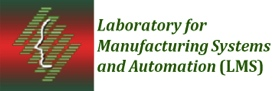 Laboratory for
Manufacturing Systems
and Automation (LMS)